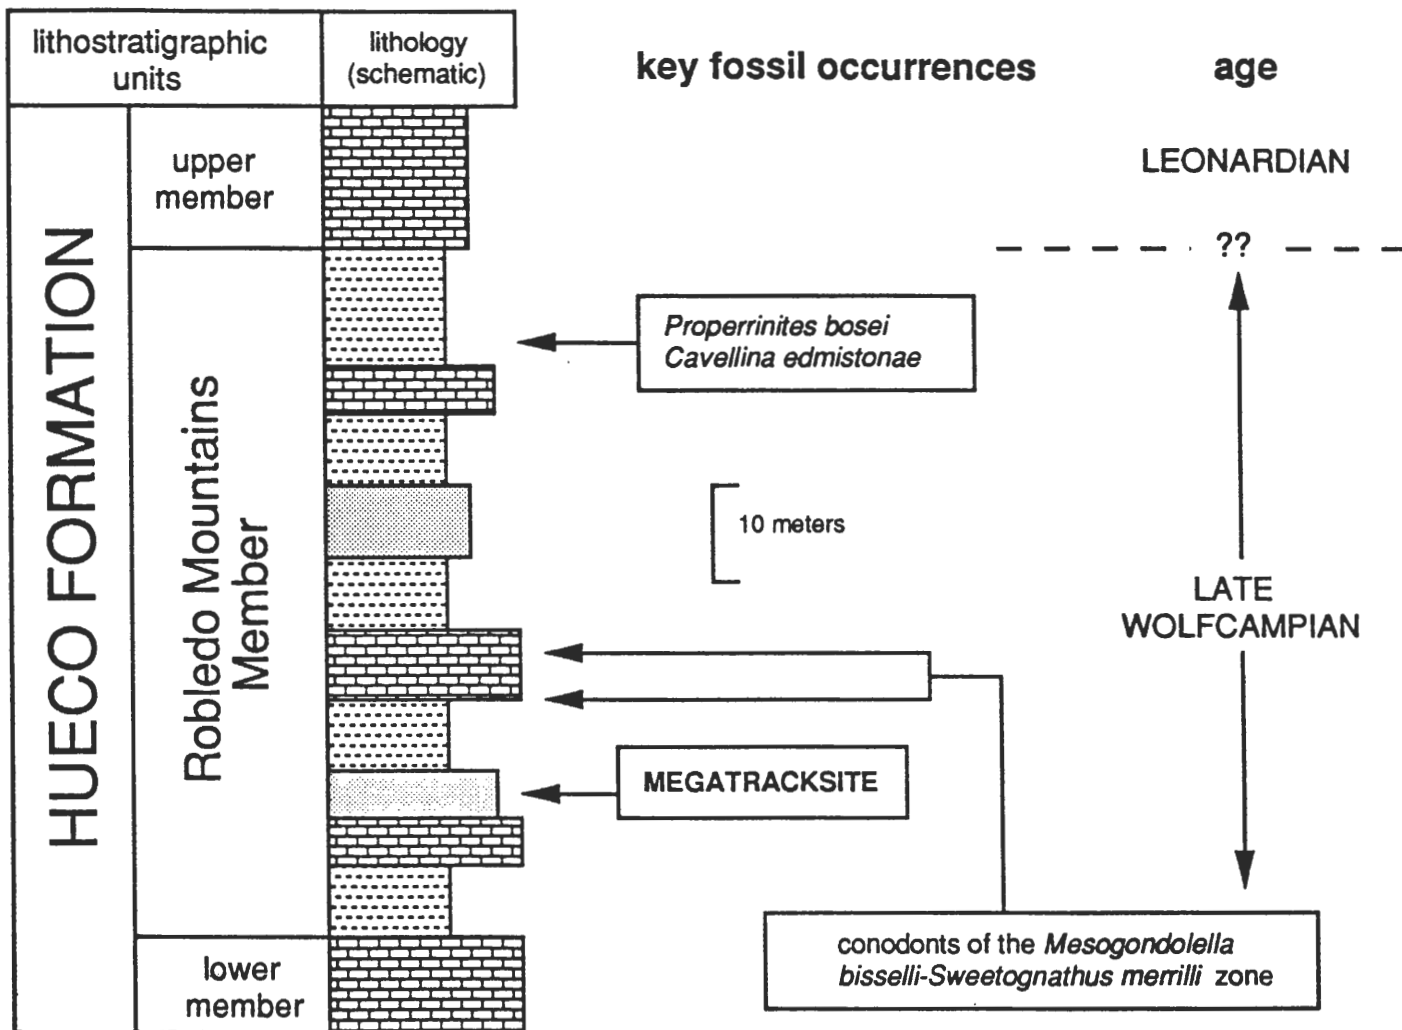 lithostratigraphic
units
lithology
(schematic)
key fossil occurrences
age
HUECO FORMATION
upper
member
LEONARDIAN
??
Properrinites bosei
Cavellina edmistonae
Robledo Mountains
Member
10 meters
LATE
WOLFCAMPIAN
MEGATRACKSITE
lower
member
conodonts of the Mesogondolella
bisselli-Sweetognathus merrilli zone